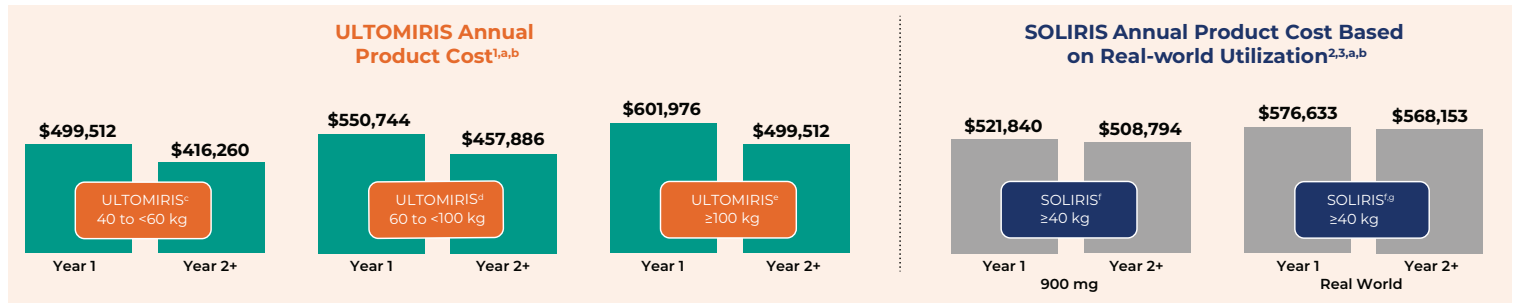 ULTOMIRIS Annual
Product Cost1,a,b
$499,512
$416,260
ULTOMIRISc
40 to <60 kg
Year 1
Year 2+
$550,744
$457,886
ULTOMIRISd
60 to <100 kg
Year 1
Year 2+
$601,976
$499,512
ULTOMIRISe
≥100 kg
Year 1
Year 2+
SOLIRIS Annual Product Cost Based
on Real-world Utilization2,3,a,b
$521,840
$508,794
SOLIRISf
≥40 kg
Year 1
Year 2+
900 mg
$576,633
$568,153
SOLIRISf,g
≥40 kg
Year 1
Year 2+
Real World